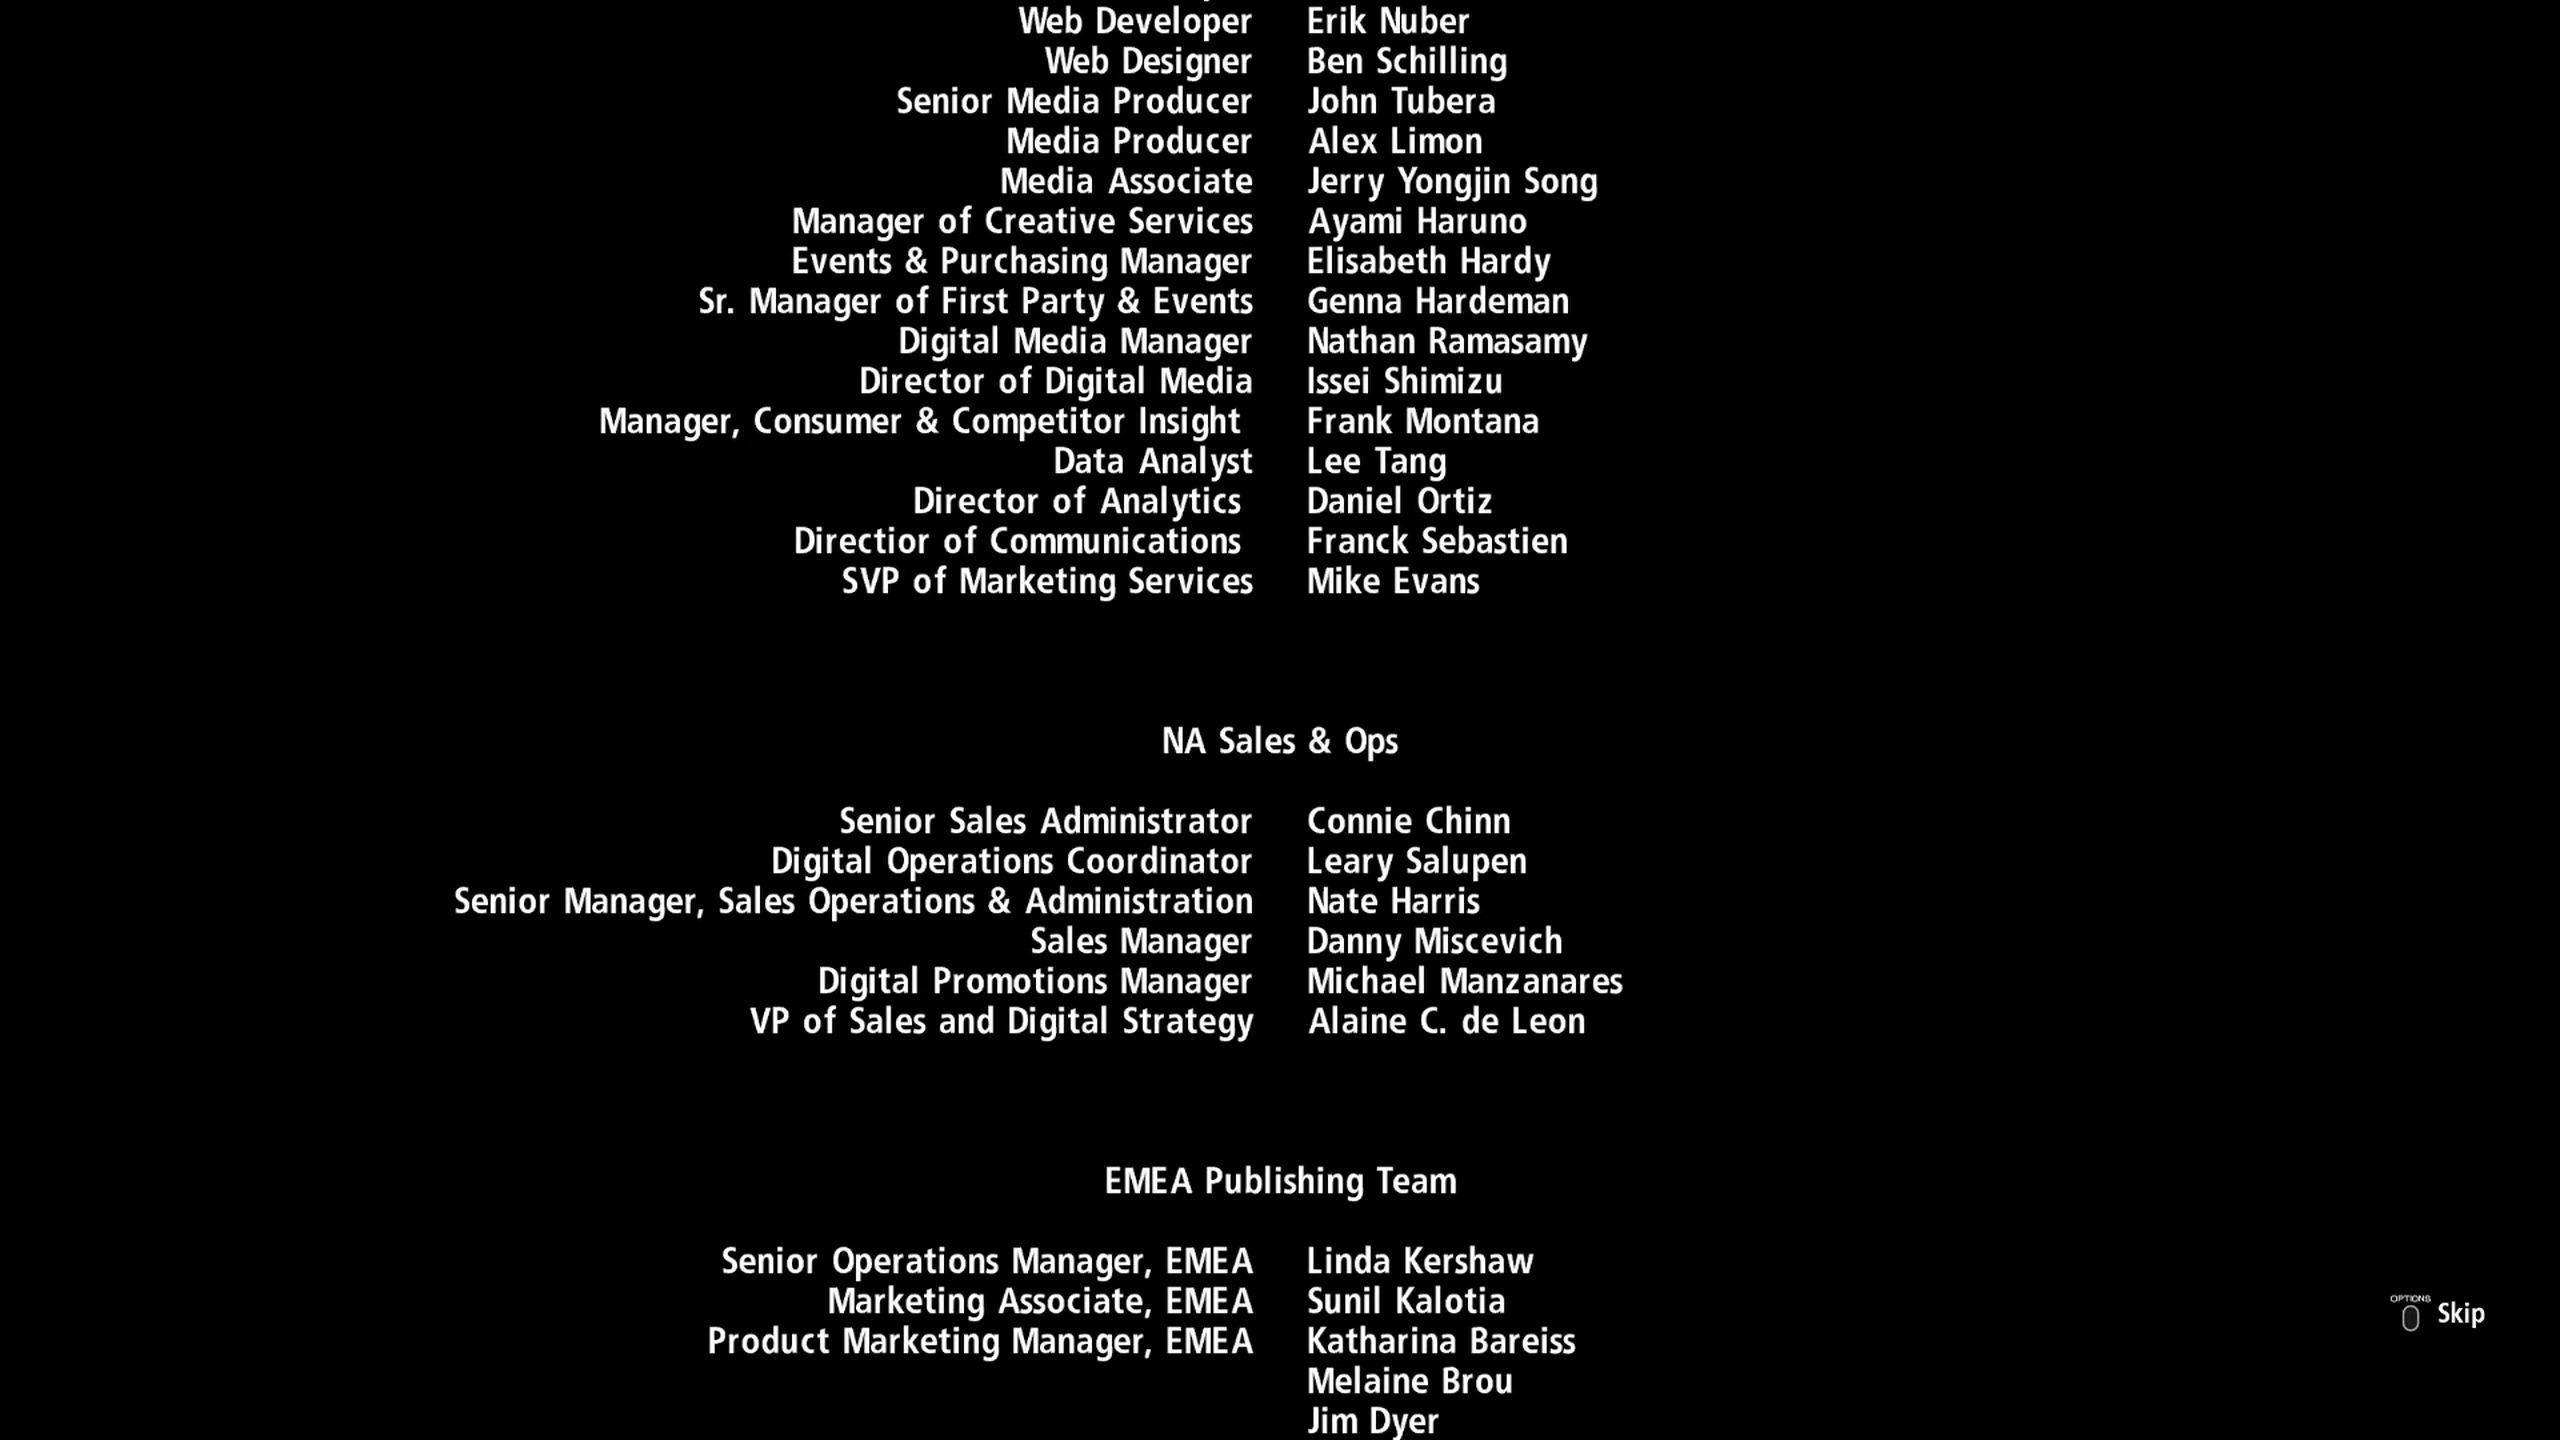 Web Developer Erik Nuber
Web Designer Ben Schilling
Senior Media Producer John Tubera
Media Producer Alex Limon
Media Associate Jerry Yongjin Song
Manager of Creative Services Ayami Haruno
Events & Purchasing Manager Elisabeth Hardy
Sr. Manager of First Party & Events Genna Hardeman
Digital Media Manager Nathan Ramasamy
Director of Digital Media Issei Shimizu
Manager, Consumer & Competitor Insight Frank Montana
Data Analyst Lee Tang
Director of Analytics Daniel Ortiz
Directior of Communications Franck Sebastien
SVP of Marketing Services Mike Evans
NA Sales & Ops
Senior Sales Administrator Connie Chinn
Digital Operations Coordinator Leary Salupen
Senior Manager, Sales Operations & Administration Nate Harris
Sales Manager Danny Miscevich
Digital Promotions Manager Michael Manzanares
VP of Sales and Digital Strategy Alaine C. de Leon
EMEA Publishing Team
Senior Operations Manager, EMEA Linda Kershaw
Marketing Associate, EMEA Sunil Kalotia
Product Marketing Manager, EMEA Katharina Bareiss
Melaine Brou
Jim Dyer
OPTIONS Skip